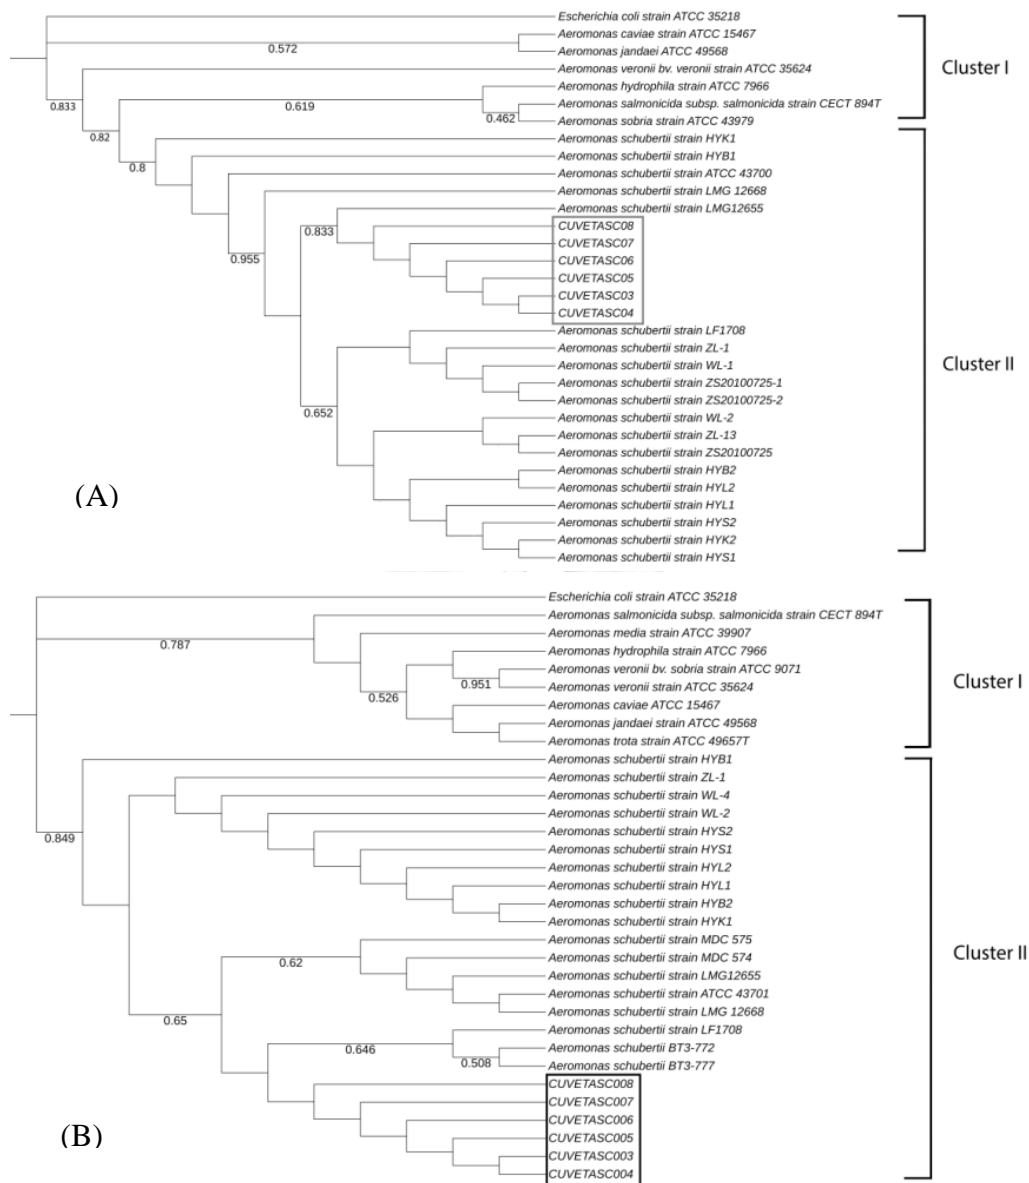 Escherichia coli strain ATCC 35218
Aeromonas caviae strain ATCC 15467
0.572
Aeromonas jandaei ATCC 49568
Cluster I
Aeromonas veronii bv. veronii strain ATCC 35624
Aeromonas hydrophila strain ATCC 7966
0.833
0.619
Aeromonas salmonicida subsp. salmonicida strain CECT 894T
0.462
Aeromonas sobria strain ATCC 43979
0.82
Aeromonas schubertii strain HYK1
0.8
Aeromonas schubertii strain HYB1
Aeromonas schubertii strain ATCC 43700
Aeromonas schubertii strain LMG 12668
Aeromonas schubertii strain LMG12655
CUVETASC08
0.833
CUVETASC07
0.955
CUVETASC06
CUVETASC05
CUVETASC03
CUVETASC04
Aeromonas schubertii strain LF1708
Aeromonas schubertii strain ZL-1
Cluster II
Aeromonas schubertii strain WL-1
Aeromonas schubertii strain ZS20100725-1
Aeromonas schubertii strain ZS20100725-2
0.652
Aeromonas schubertii strain WL-2
Aeromonas schubertii strain ZL-13
Aeromonas schubertii strain ZS20100725
Aeromonas schubertii strain HYB2
Aeromonas schubertii strain HYL2
(A)
Aeromonas schubertii strain HYL1
Aeromonas schubertii strain HYS2
Aeromonas schubertii strain HYK2
Aeromonas schubertii strain HYS1
Escherichia coli strain ATCC 35218
Aeromonas salmonicida subsp. salmonicida strain CECT 894T
Aeromonas media strain ATCC 39907
0.787
Aeromonas hydrophila strain ATCC 7966
Aeromonas veronii bv. sobria strain ATCC 9071
0.951
Cluster I
Aeromonas veronii strain ATCC 35624
0.526
Aeromonas caviae ATCC 15467
Aeromonas jandaei strain ATCC 49568
Aeromonas trota strain ATCC 49657T
Aeromonas schubertii strain HYB1
Aeromonas schubertii strain ZL-1
Aeromonas schubertii strain WL-4
Aeromonas schubertii strain WL-2
Aeromonas schubertii strain HYS2
0.849
Aeromonas schubertii strain HYS1
Aeromonas schubertii strain HYL2
Aeromonas schubertii strain HYL1
Aeromonas schubertii strain HYB2
Aeromonas schubertii strain HYK1
Aeromonas schubertii strain MDC 575
Cluster II
Aeromonas schubertii strain MDC 574
0.62
Aeromonas schubertii strain LMG12655
Aeromonas schubertii strain ATCC 43701
Aeromonas schubertii strain LMG 12668
0.65
Aeromonas schubertii strain LF1708
Aeromonas schubertii BT3-772
0.646
0.508
Aeromonas schubertii BT3-777
CUVETASC008
CUVETASC007
CUVETASC006
(B)
CUVETASC005
CUVETASC003
CUVETASC004